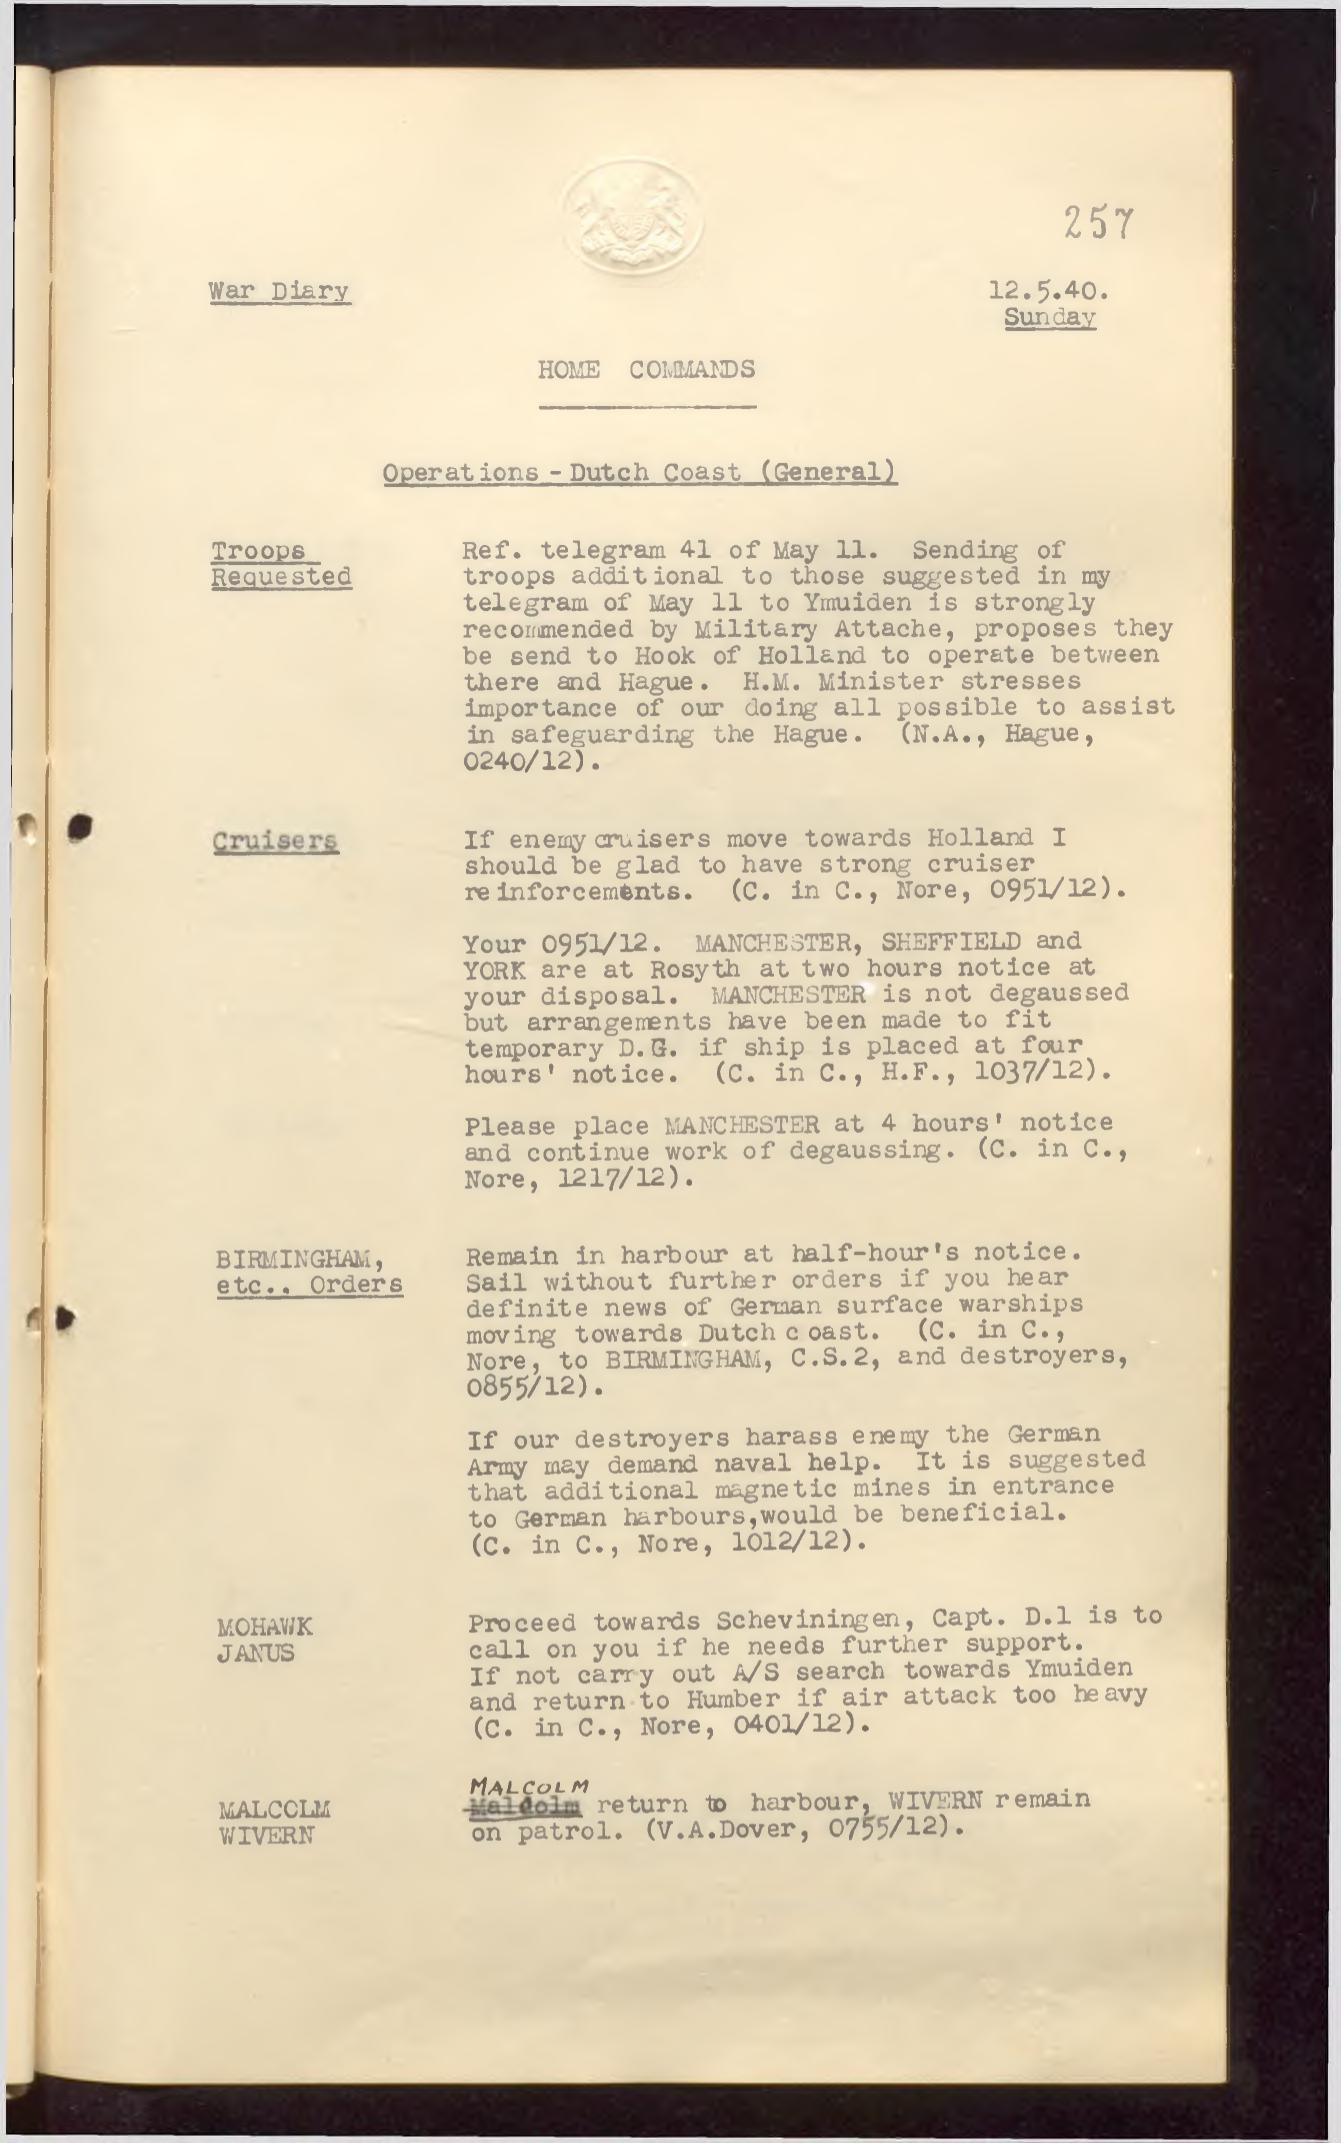 257
War Diary
12.5.40.
Sunday
HOME COMMANDS
Operations - Dutch Coast (General)
Troops
Requested
Ref. telegram 41 of May 11. Sending of
troops additional to those suggested in my
telegram of May 11 to Ymuiden is strongly
recommended by Military Attache, proposes they
be send to Hook of Holland to operate between
there and Hague. H.M. Minister stresses
importance of our doing all possible to assist
in safeguarding the Hague. (N.A., Hague,
0240/12).
Cruisers
If enemy cruisers move towards Holland I
should be glad to have strong cruiser
reinforcements. (C. in C., Nore, 0951/12).
Your 0951/12. MANCHESTER, SHEFFIELD and
YORK are at Rosyth at two hours notice at
your disposal. MANCHESTER is not degaussed
but arrangements have been made to fit
temporary D.G. if ship is placed at four
hours' notice. (C. in C., H.F., 1037/12).
Please place MANCHESTER at 4 hours' notice
and continue work of degaussing. (C. in C.,
Nore, 1217/12).
BIRMINGHAM,
etc.. Orders
Remain in harbour at half-hour's notice.
Sail without further orders if you hear
definite news of German surface warships
moving towards Dutch coast. (C. in C.,
Nore, to BIRMINGHAM, C.S.2, and destroyers,
0855/12).
If our destroyers harass enemy the German
Army may demand naval help. It is suggested
that additional magnetic mines in entrance
to German harbours,would be beneficial.
(C. in C., Nore, 1012/12).
MOHAWK
JANUS
Proceed towards Scheviningen, Capt. D.1 is to
call on you if he needs further support.
If not carry out A/S search towards Ymuiden
and return to Humber if air attack too heavy
(C. in C., Nore, 0401/12).
MALCOLM
WIVERN
MALCOLM
Maldolm return to harbour, WIVERN remain
on patrol. (V.A.Dover, 0755/12).